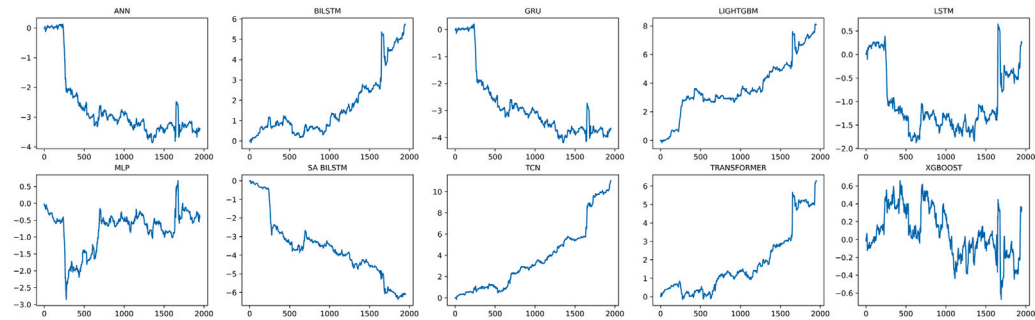 ANN BILSTM GRU LIGHTGBM LSTM
0 −1 −2 −3 −4
6 5 4 3 2 1 0
0 −1 −2 −3 −4
8 6 4 2 0
0.5 0.0 −0.5 −1.0 −1.5 −2.0
0 500 1000 1500 2000 0 500 1000 1500 2000 0 500 1000 1500 2000 0 500 1000 1500 2000 0 500 1000 1500 2000
MLP SA BILSTM TCN TRANSFORMER XGBOOST
0.5 0.0 −0.5 −1.0 −1.5 −2.0 −2.5 −3.0
0 −1 −2 −3 −4 −5 −6
10 8 6 4 2 0
6 5 4 3 2 1 0
0.6 0.4 0.2 0.0 −0.2 −0.4 −0.6
0 500 1000 1500 2000 0 500 1000 1500 2000 0 500 1000 1500 2000 0 500 1000 1500 2000 0 500 1000 1500 2000